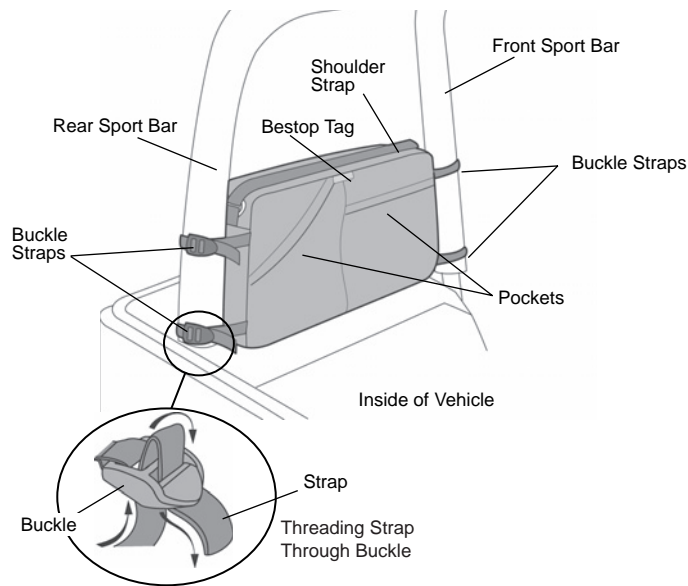 Front Sport Bar
Shoulder
Strap
Bestop Tag
Rear Sport Bar
Buckle Straps
Buckle
Straps
Pockets
Inside of Vehicle
Strap
Buckle
Threading Strap
Through Buckle